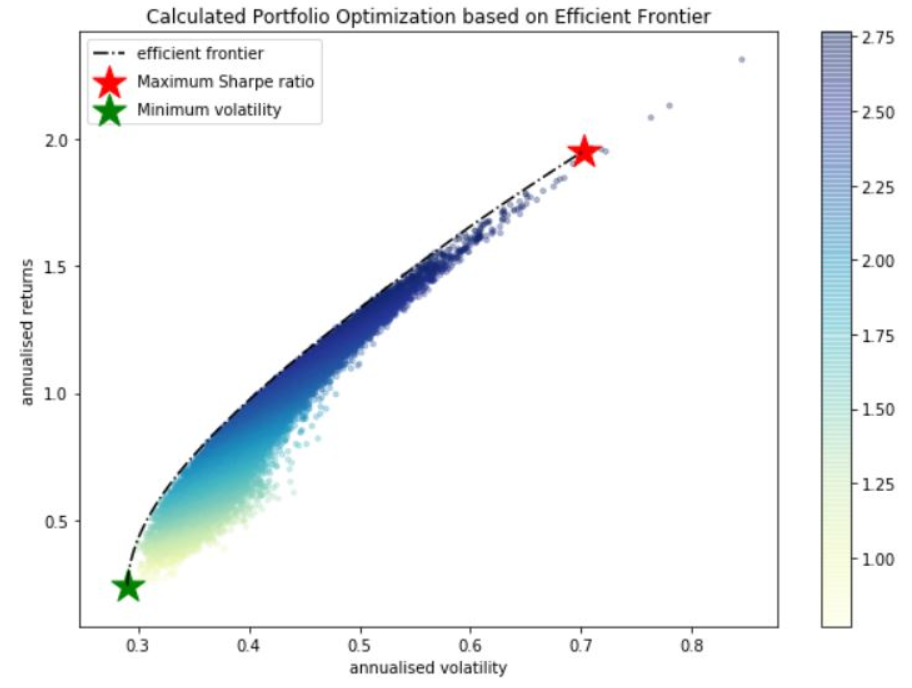 Calculated Portfolio Optimization based on Efficient Frontier
efficient frontier
Maximum Sharpe ratio
Minimum volatility
annualised returns
2.0
1.5
1.0
0.5
0.3 0.4 0.5 0.6 0.7 0.8
annualised volatility
2.75
2.50
2.25
2.00
1.75
1.50
1.25
1.00